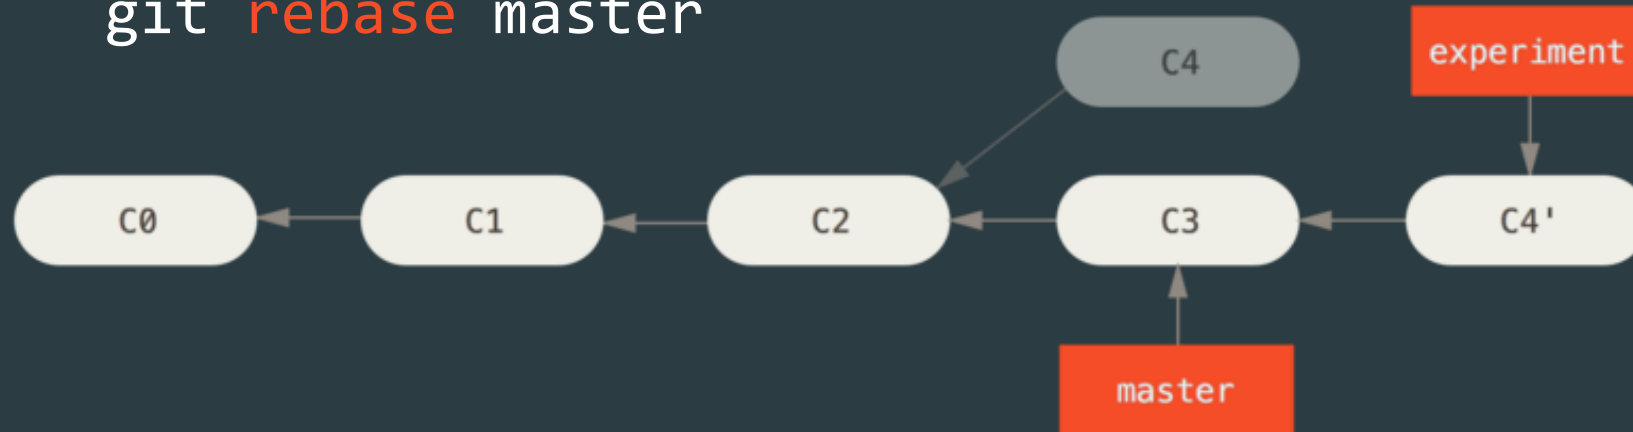 git rebase master
C4
experiment
C0
C1
C2
C3
C4'
master